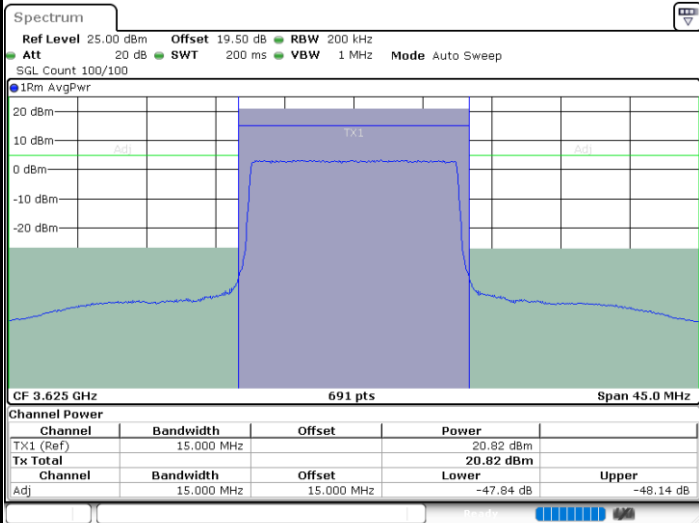 Spectrum
Ref Level 25.00 dBm Offset 19.50 dB RBW 200 kHz
Att 20 dB SWT 200 ms VBW 1 MHz Mode Auto Sweep
SGL Count 100/100
1Rm AvgPwr
20 dBm
TX1
10 dBm
Adj Adj
0 dBm
-10 dBm
-20 dBm
CF 3.625 GHz 691 pts Span 45.0 MHz
Channel Power
Channel Bandwidth Offset Power
TX1 (Ref) 15.000 MHz 20.82 dBm
Tx Total 20.82 dBm
Channel Bandwidth Offset Lower Upper
Adj 15.000 MHz 15.000 MHz -47.84 dB -48.14 dB
Ready